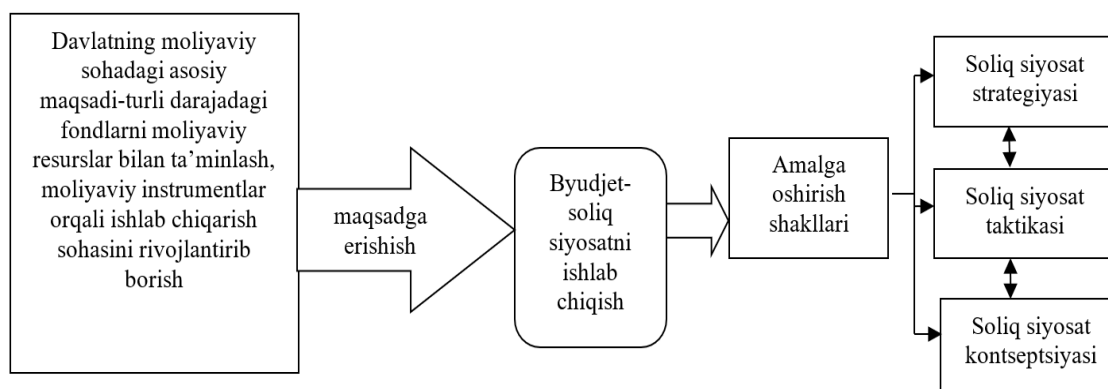 Davlatning moliyaviy
sohadagi asosiy
maqsadi-turli darajadagi
fondlarni moliyaviy
resurslar bilan ta’minlash,
moliyaviy instrumentlar
orqali ishlab chiqarish
sohasini rivojlantirib
borish
maqsadga
erishish
Byudjet-
soliq
siyosatni
ishlab
chiqish
Amalga
oshirish
shakllari
Soliq siyosat
strategiyasi
Soliq siyosat
taktikasi
Soliq siyosat
kontseptsiyasi